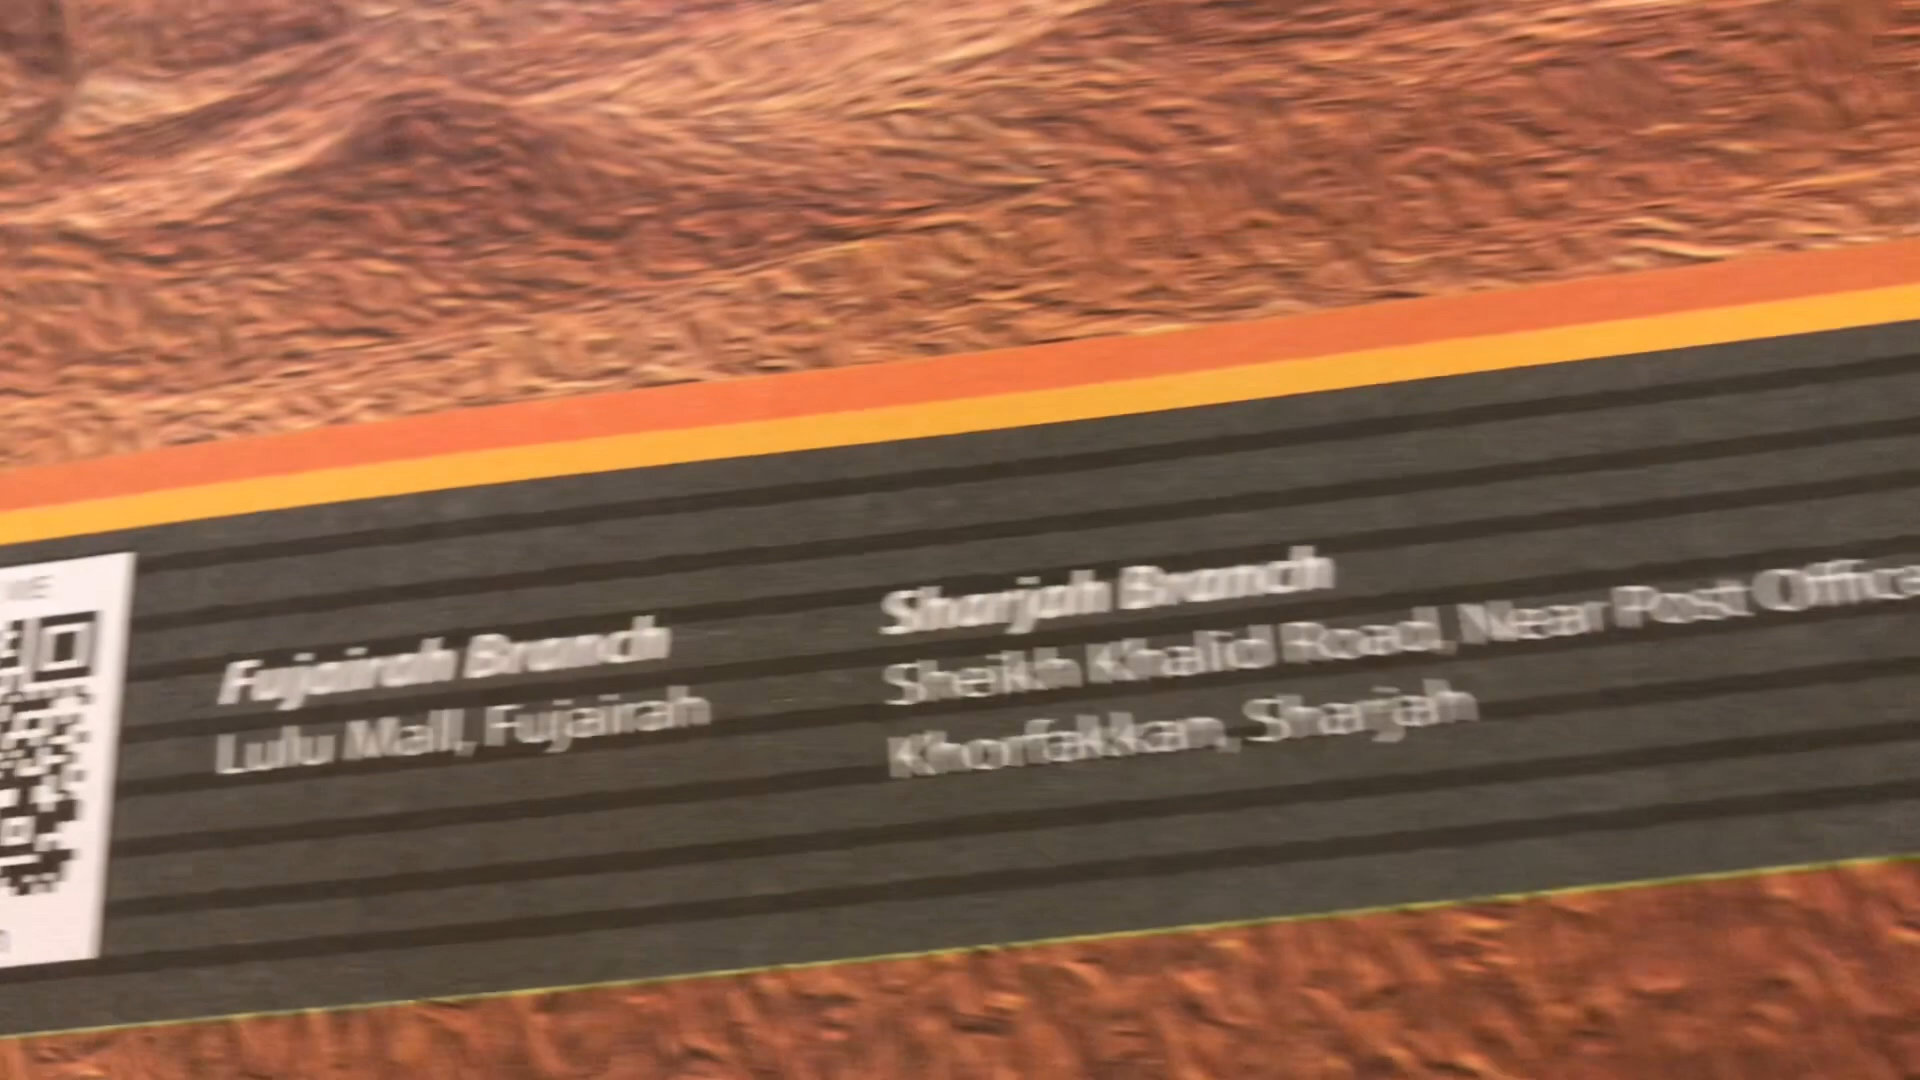 Fujairah Branch
Lulu Mall, Fujairah
Sharjah Branch
Sheikh Khalid Road, Near Post Office
Khorfakkan, Sharjah